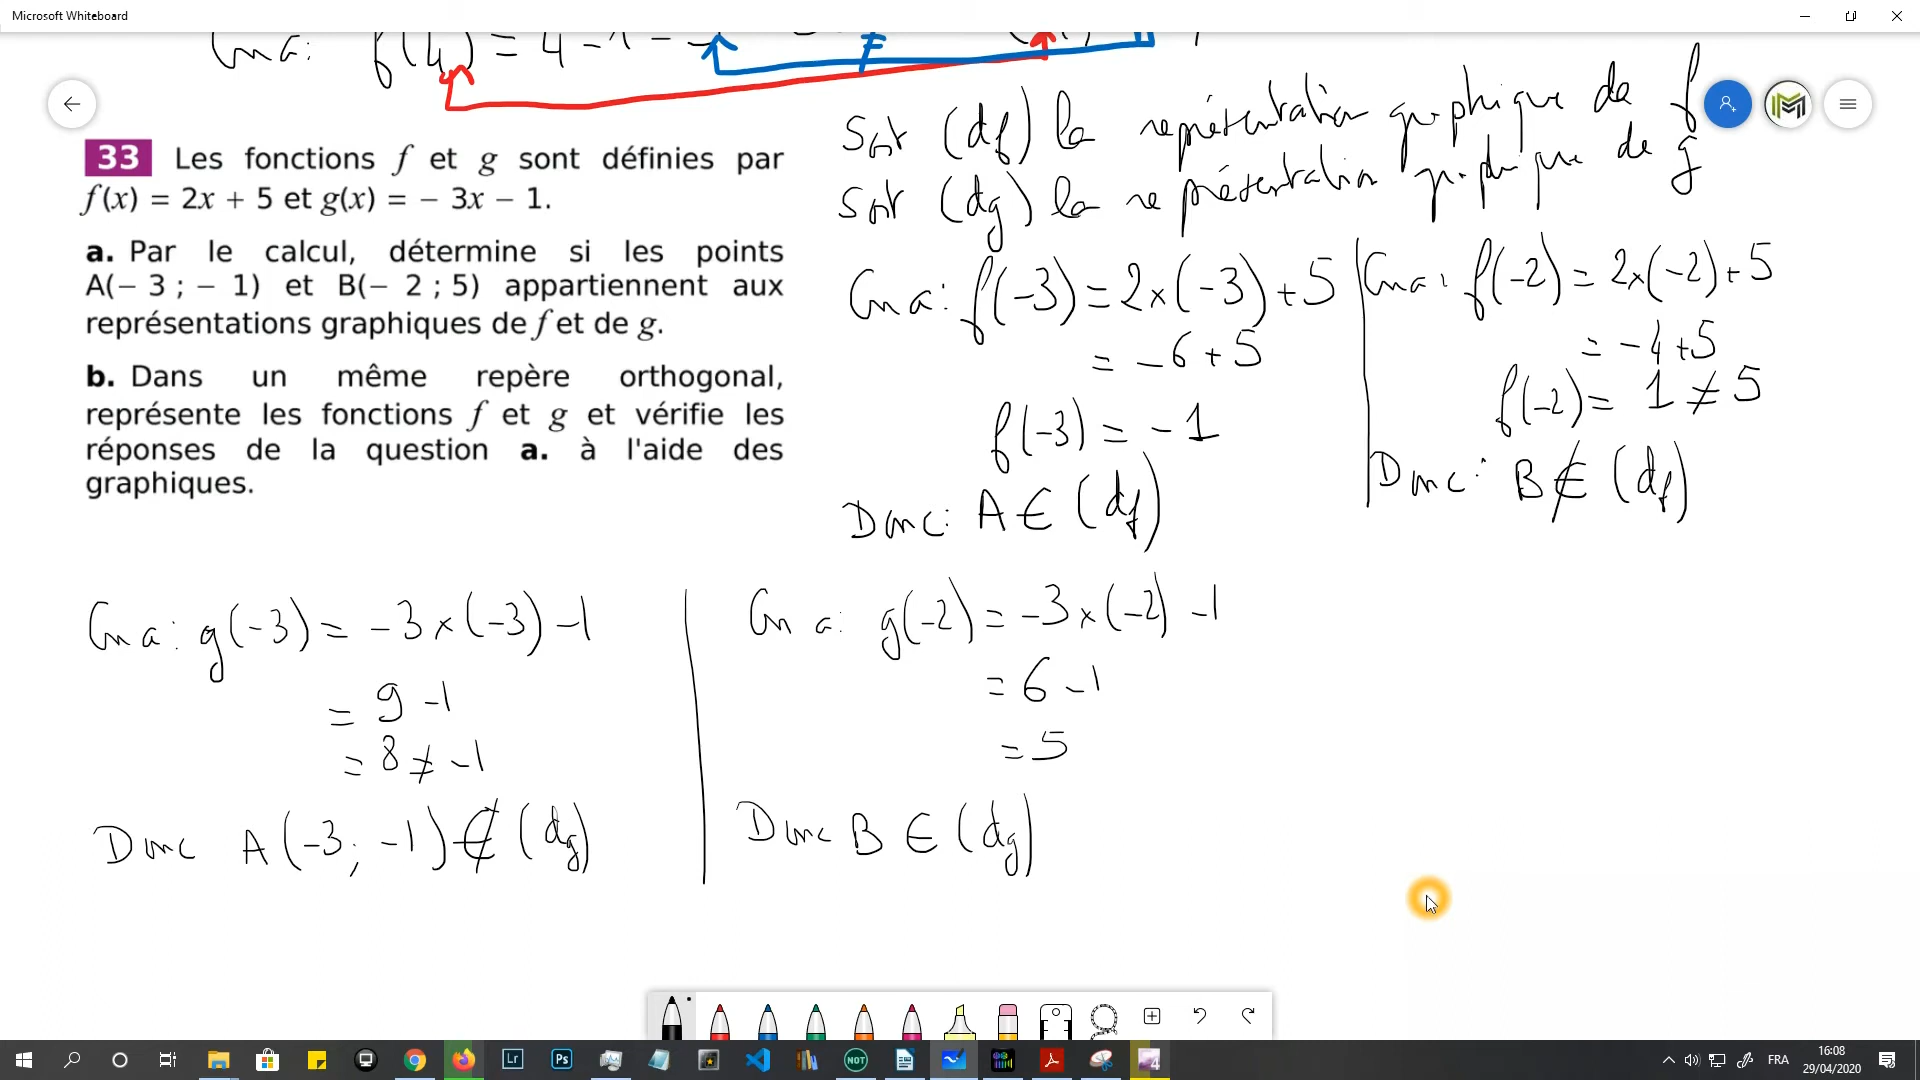 Microsoft Whiteboard
On a:
33 Les fonctions f et g sont définies par
f(x) = 2x + 5 et g(x) = – 3x – 1.
a. Par le calcul, détermine si les points
A(– 3 ; – 1) et B(– 2 ; 5) appartiennent aux
représentations graphiques de f et de g.
b. Dans un même repère orthogonal,
représente les fonctions f et g et vérifie les
réponses de la question a. à l'aide des
graphiques.
Soit (df) la représentation graphique de f
Soit (dg) la représentation graphique de g
On a: f(-3) = 2×(-3)+5
= -6+5
f(-3) = -1
Donc: A ∈ (df)
On a: f(-2) = 2×(-2)+5
= -4+5
f(-2) = 1 ≠ 5
Donc: B ∉ (df)
On a: g(-3) = -3×(-3)-1
= 9-1
= 8 ≠ -1
Donc A(-3; -1) ∉ (dg)
On a: g(-2) = -3×(-2)-1
= 6-1
= 5
Donc B ∈ (dg)
Lr
Ps
NOT
4
FRA
16:08
29/04/2020